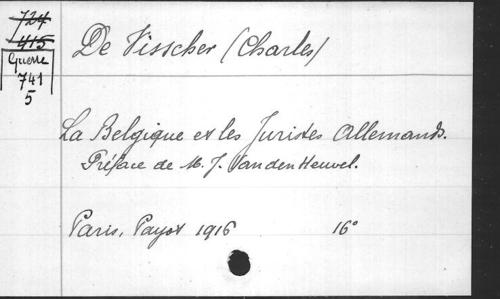 724
415
Guerre
741
5
De Visscher (Charles)
La Belgique et les Juristes Allemands.
Préface de M. J. Van den Heuvel.
Paris, Payot 1916 16°